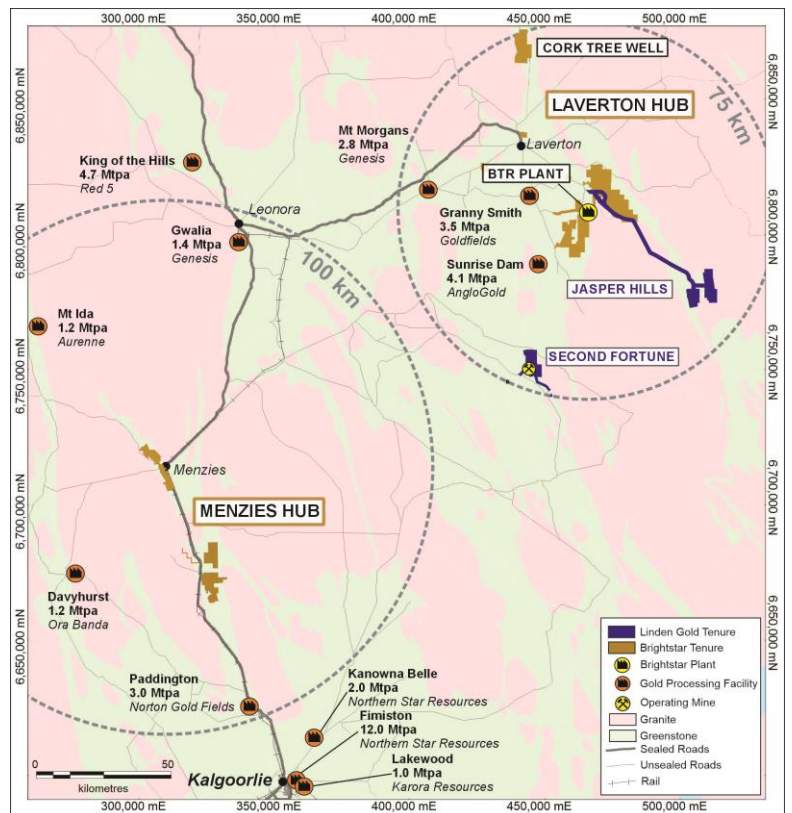 300,000 mE
350,000 mE
400,000 mE
450,000 mE
500,000 mE
6,850,000 mN
6,800,000 mN
6,750,000 mN
6,700,000 mN
6,650,000 mN
6,850,000 mN
6,800,000 mN
6,750,000 mN
6,700,000 mN
6,650,000 mN
CORK TREE WELL
LAVERTON HUB
75 km
Mt Morgans
2.8 Mtpa
Genesis
Laverton
King of the Hills
4.7 Mtpa
Red 5
BTR PLANT
Leonora
Granny Smith
3.5 Mtpa
Goldfields
Gwalia
1.4 Mtpa
Genesis
100 km
Sunrise Dam
4.1 Mtpa
AngloGold
JASPER HILLS
Mt Ida
1.2 Mtpa
Aurenne
SECOND FORTUNE
Menzies
MENZIES HUB
Davyhurst
1.2 Mtpa
Ora Banda
Paddington
3.0 Mtpa
Norton Gold Fields
Kanowna Belle
2.0 Mtpa
Northern Star Resources
Fimiston
12.0 Mtpa
Northern Star Resources
Lakewood
1.0 Mtpa
Karora Resources
Kalgoorlie
0
50
kilometres
Linden Gold Tenure
Brightstar Tenure
Brightstar Plant
Gold Processing Facility
Operating Mine
Granite
Greenstone
Sealed Roads
Unsealed Roads
Rail
300,000 mE
350,000 mE
400,000 mE
450,000 mE
500,000 mE